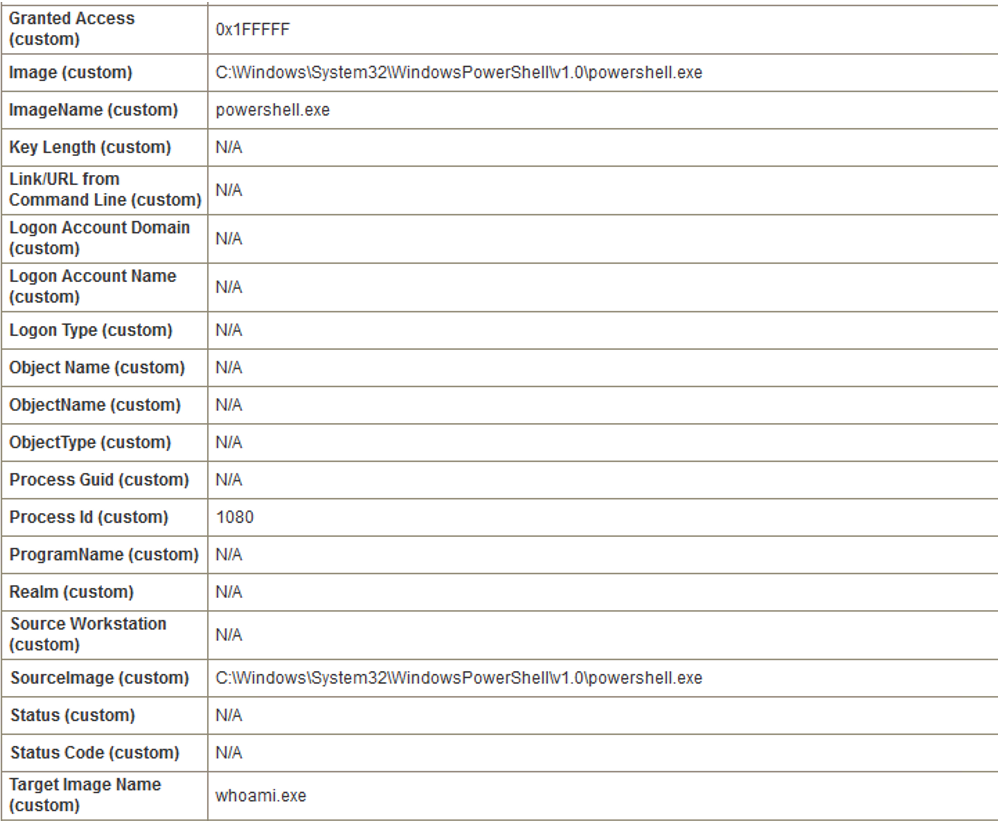 Granted Access
(custom)
0x1FFFFF
Image (custom)
C:\Windows\System32\WindowsPowerShell\v1.0\powershell.exe
ImageName (custom)
powershell.exe
Key Length (custom)
N/A
Link/URL from
Command Line (custom)
N/A
Logon Account Domain
(custom)
N/A
Logon Account Name
(custom)
N/A
Logon Type (custom)
N/A
Object Name (custom)
N/A
ObjectName (custom)
N/A
ObjectType (custom)
N/A
Process Guid (custom)
N/A
Process Id (custom)
1080
ProgramName (custom)
N/A
Realm (custom)
N/A
Source Workstation
(custom)
N/A
SourceImage (custom)
C:\Windows\System32\WindowsPowerShell\v1.0\powershell.exe
Status (custom)
N/A
Status Code (custom)
N/A
Target Image Name
(custom)
whoami.exe